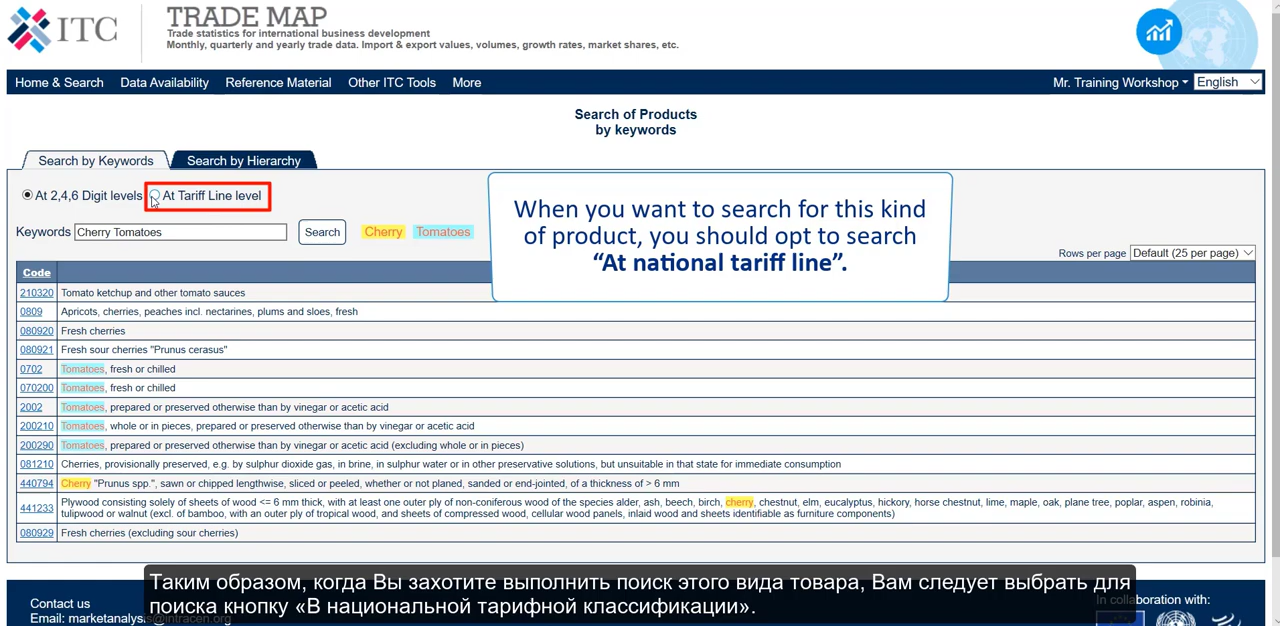 ITC
TRADE MAP
Trade statistics for international business development
Monthly, quarterly and yearly trade data. Import & export values, volumes, growth rates, market shares, etc.
Home & Search Data Availability Reference Material Other ITC Tools More Mr. Training Workshop English
Search of Products
by keywords
Search by Keywords Search by Hierarchy
At 2,4,6 Digit levels At Tariff Line level
When you want to search for this kind
of product, you should opt to search
“At national tariff line”.
Keywords Cherry Tomatoes Search Cherry Tomatoes
Rows per page Default (25 per page)
Code
210320 Tomato ketchup and other tomato sauces
0809 Apricots, cherries, peaches incl. nectarines, plums and sloes, fresh
080920 Fresh cherries
080921 Fresh sour cherries "Prunus cerasus"
0702 Tomatoes, fresh or chilled
070200 Tomatoes, fresh or chilled
2002 Tomatoes, prepared or preserved otherwise than by vinegar or acetic acid
200210 Tomatoes, whole or in pieces, prepared or preserved otherwise than by vinegar or acetic acid
200290 Tomatoes, prepared or preserved otherwise than by vinegar or acetic acid (excluding whole or in pieces)
081210 Cherries, provisionally preserved, e.g. by sulphur dioxide gas, in brine, in sulphur water or in other preservative solutions, but unsuitable in that state for immediate consumption
440794 Cherry "Prunus spp.", sawn or chipped lengthwise, sliced or peeled, whether or not planed, sanded or end-jointed, of a thickness of > 6 mm
441233 Plywood consisting solely of sheets of wood <= 6 mm thick, with at least one outer ply of non-coniferous wood of the species alder, ash, beech, birch, cherry, chestnut, elm, eucalyptus, hickory, horse chestnut, lime, maple, oak, plane tree, poplar, aspen, robinia,
tulipwood or walnut (excl. of bamboo, with an outer ply of tropical wood, and sheets of compressed wood, cellular wood panels, inlaid wood and sheets identifiable as furniture components)
080929 Fresh cherries (excluding sour cherries)
Таким образом, когда Вы захотите выполнить поиск этого вида товара, Вам следует выбрать для
поиска кнопку «В национальной тарифной классификации».
Contact us
Email: marketanalysis@intracen.org
In collaboration with: